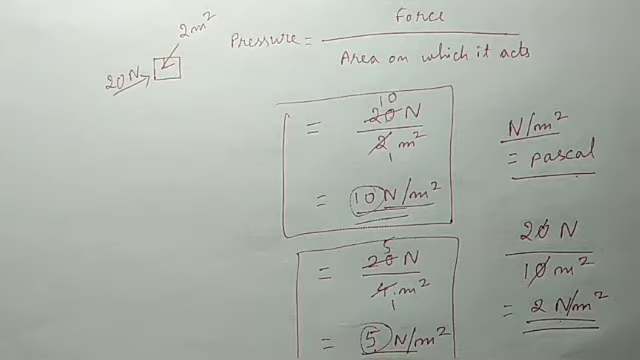 2m²
20N
Pressure = Force / Area on which it acts
10
= 20 N / 2 m²
1
= 10 N/m²
5
= 20 N / 4 m²
1
= 5 N/m²
N/m²
= pascal
20 N / 10 m²
= 2 N/m²